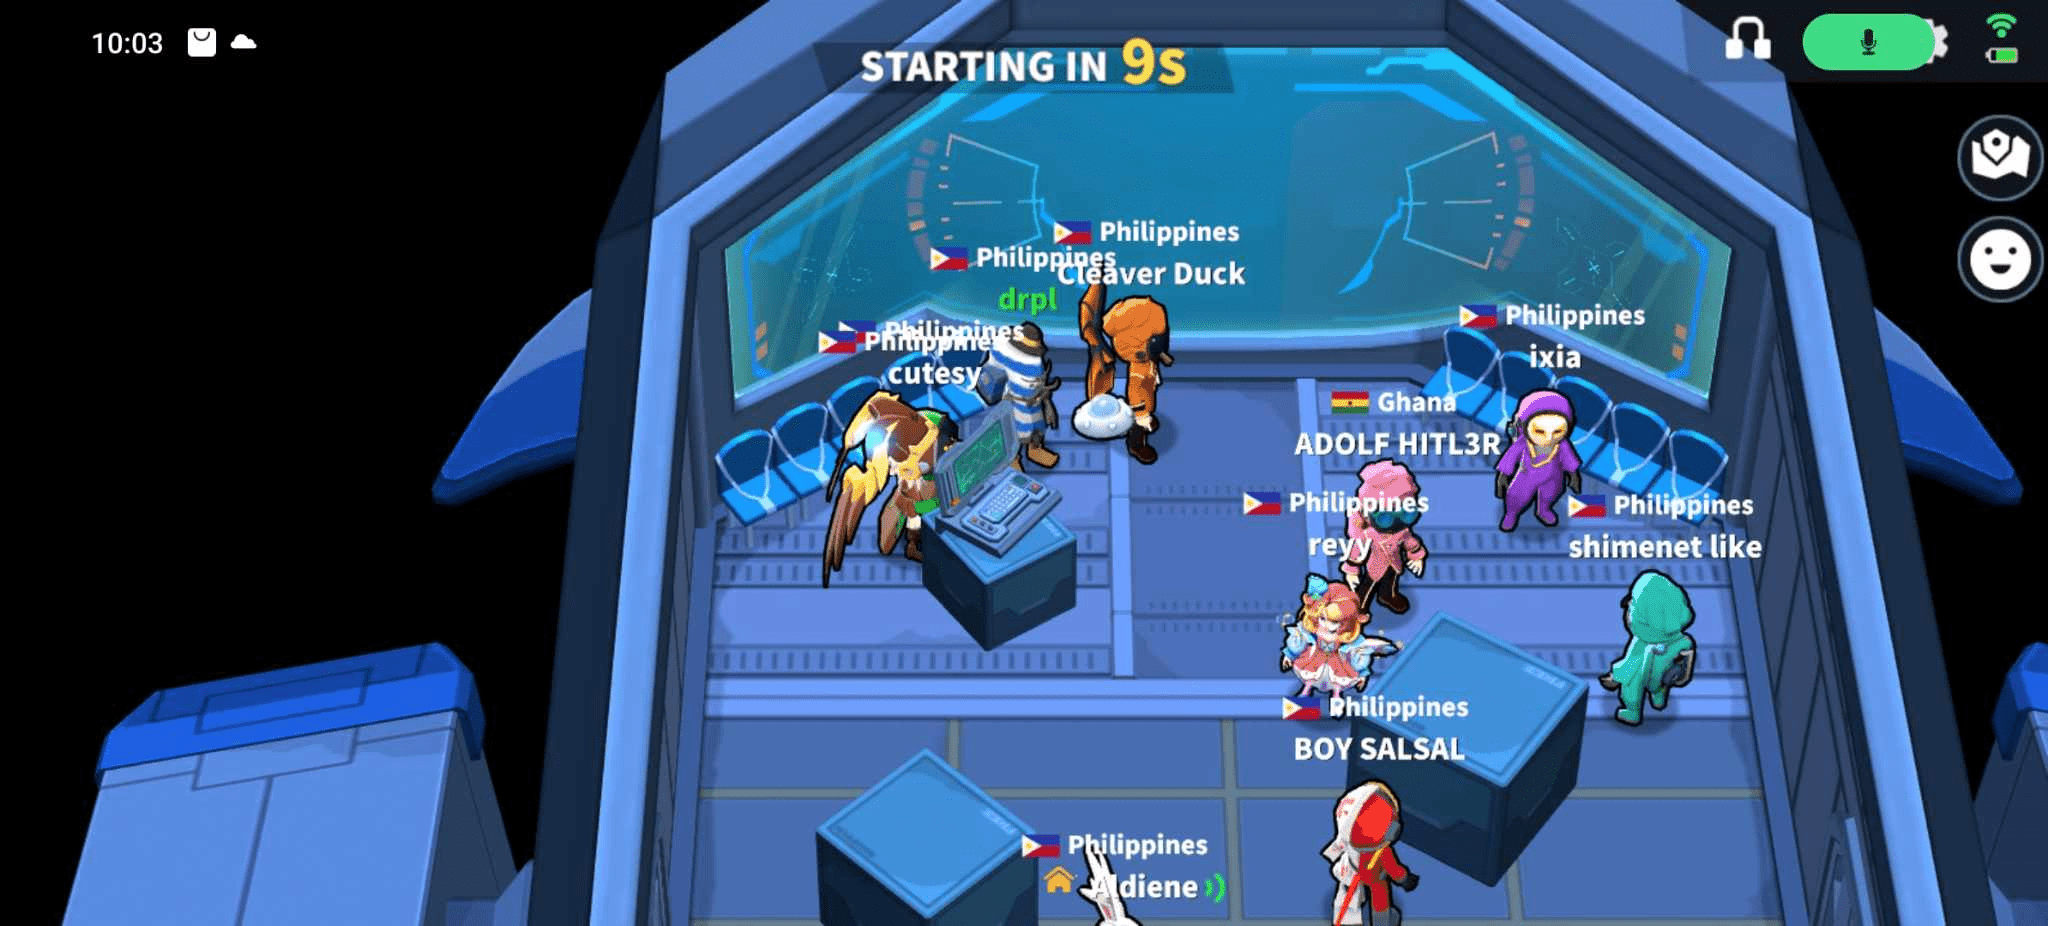 10:03
STARTING IN 9s
Philippines
Cleaver Duck
Philippines
drpl
Philippines
Philippines
cutesy
Philippines
ixia
Ghana
ADOLF HITL3R
Philippines
reyy
Philippines
shimenet like
Philippines
BOY SALSAL
Philippines
Aldiene